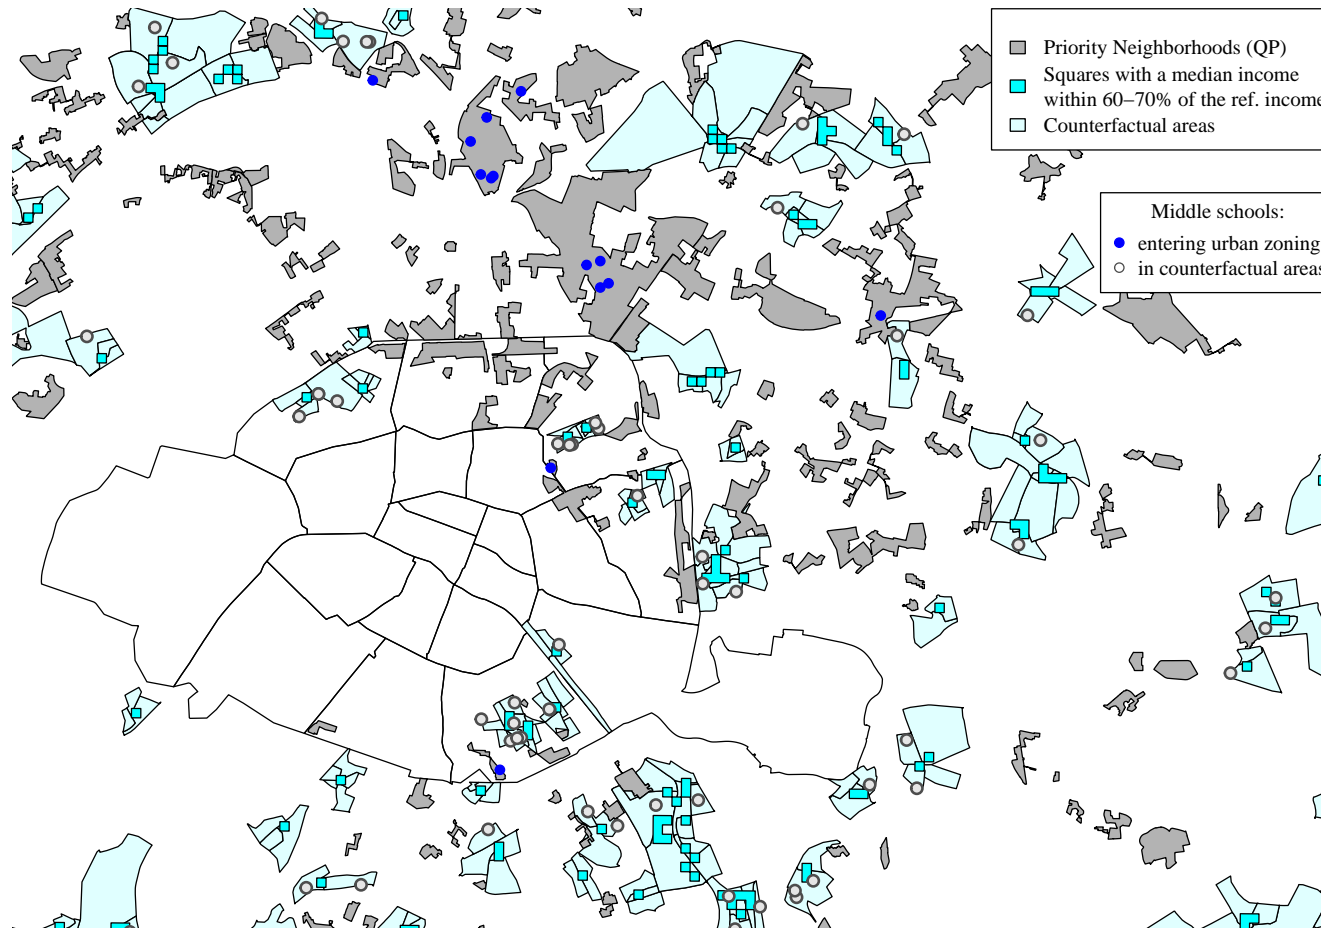 Priority Neighborhoods (QP)
Squares with a median income
within 60–70% of the ref. income
Counterfactual areas
Middle schools:
entering urban zoning
in counterfactual areas